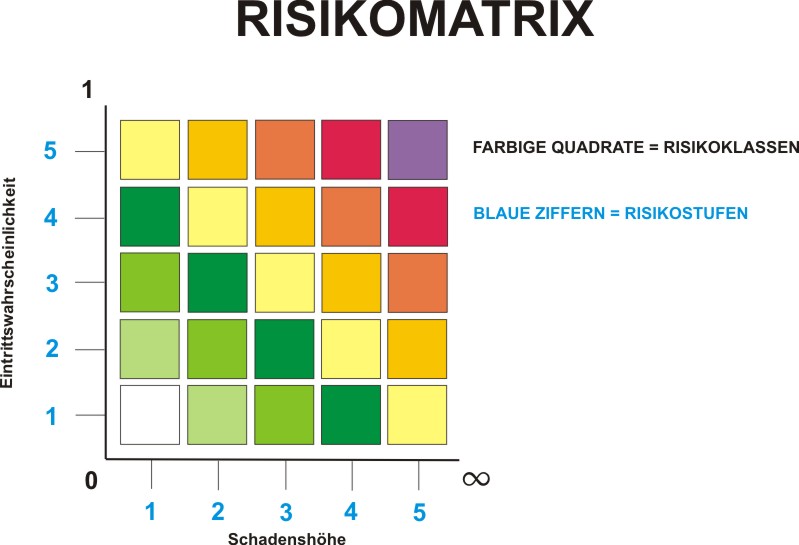 RISIKOMATRIX
1
5
4
3
2
1
0
Eintrittswahrscheinlichkeit
FARBIGE QUADRATE = RISIKOKLASSEN
BLAUE ZIFFERN = RISIKOSTUFEN
1 2 3 4 5
∞
Schadenshöhe